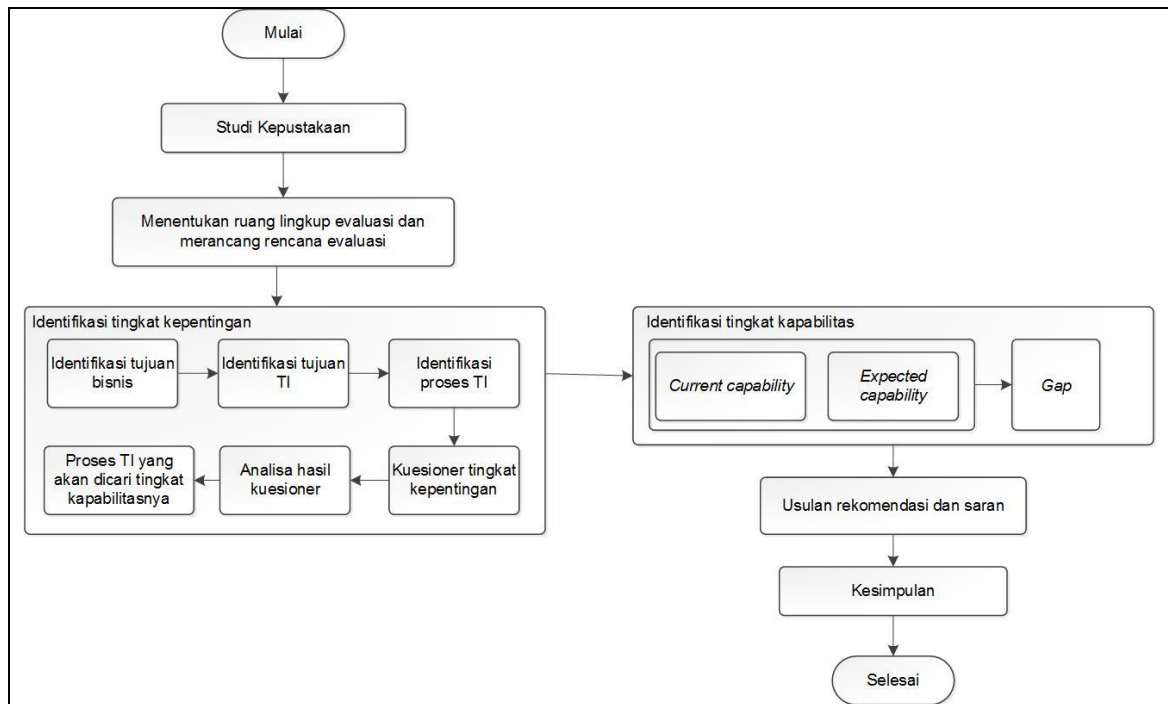 Mulai
Studi Kepustakaan
Menentukan ruang lingkup evaluasi dan
merancang rencana evaluasi
Identifikasi tingkat kepentingan
Identifikasi tujuan
bisnis
Identifikasi tujuan
TI
Identifikasi
proses TI
Kuesioner tingkat
kepentingan
Analisa hasil
kuesioner
Proses TI yang
akan dicari tingkat
kapabilitasnya
Identifikasi tingkat kapabilitas
Current capability
Expected
capability
Gap
Usulan rekomendasi dan saran
Kesimpulan
Selesai